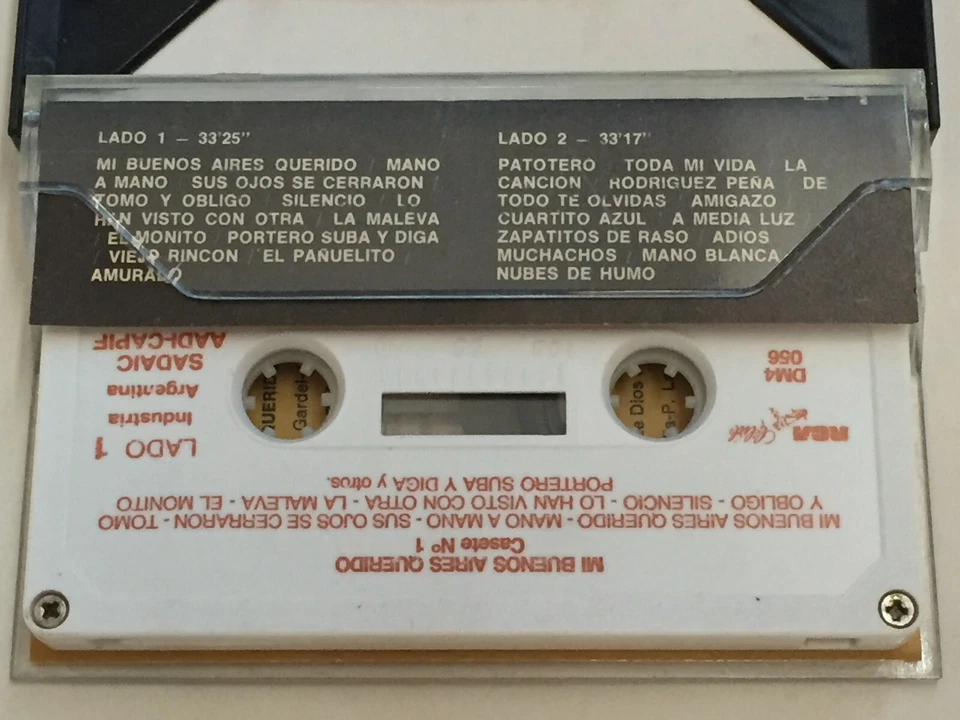 LADO 1 – 33'25"
MI BUENOS AIRES QUERIDO / MANO
A MANO / SUS OJOS SE CERRARON /
TOMO Y OBLIGO / SILENCIO / LO
HAN VISTO CON OTRA / LA MALEVA
/ EL MONITO / PORTERO SUBA Y DIGA
/ VIEJO RINCON / EL PAÑUELITO /
AMURADO
LADO 2 – 33'17"
PATOTERO / TODA MI VIDA / LA
CANCION / RODRIGUEZ PEÑA / DE
TODO TE OLVIDAS / AMIGAZO /
CUARTITO AZUL / A MEDIA LUZ /
ZAPATITOS DE RASO / ADIOS
MUCHACHOS / MANO BLANCA /
NUBES DE HUMO
MI BUENOS AIRES QUERIDO
Casete Nº 1
MI BUENOS AIRES QUERIDO - MANO A MANO - SUS OJOS SE CERRARON - TOMO
Y OBLIGO - SILENCIO - LO HAN VISTO CON OTRA - LA MALEVA - EL MONITO
PORTERO SUBA Y DIGA y otros.
RCA Club
DM4
056
LADO 1
Industria
Argentina
SADAIC
AADI-CAPIF
QUERID
Gardel
e Dios
s-P. L